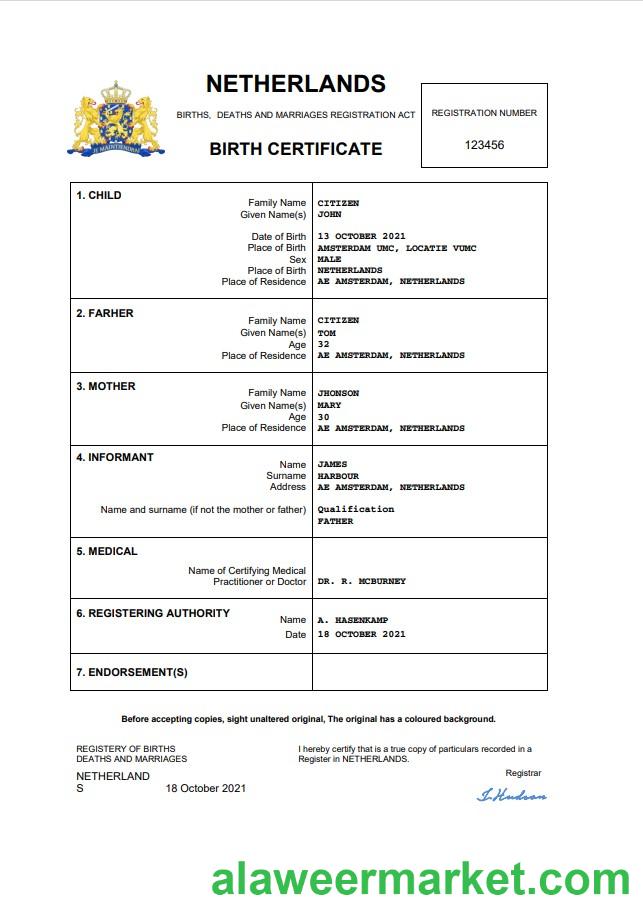 NETHERLANDS
BIRTHS, DEATHS AND MARRIAGES REGISTRATION ACT
BIRTH CERTIFICATE
REGISTRATION NUMBER
123456
JE MAINTIENDRAI
1. CHILD
Family Name CITIZEN
Given Name(s) JOHN
Date of Birth 13 OCTOBER 2021
Place of Birth AMSTERDAM UMC, LOCATIE VUMC
Sex MALE
Place of Birth NETHERLANDS
Place of Residence AE AMSTERDAM, NETHERLANDS
2. FARHER
Family Name CITIZEN
Given Name(s) TOM
Age 32
Place of Residence AE AMSTERDAM, NETHERLANDS
3. MOTHER
Family Name JHONSON
Given Name(s) MARY
Age 30
Place of Residence AE AMSTERDAM, NETHERLANDS
4. INFORMANT
Name JAMES
Surname HARBOUR
Address AE AMSTERDAM, NETHERLANDS
Name and surname (if not the mother or father) Qualification
FATHER
5. MEDICAL
Name of Certifying Medical
Practitioner or Doctor DR. R. MCBURNEY
6. REGISTERING AUTHORITY
Name A. HASENKAMP
Date 18 OCTOBER 2021
7. ENDORSEMENT(S)
Before accepting copies, sight unaltered original, The original has a coloured background.
REGISTERY OF BIRTHS
DEATHS AND MARRIAGES
NETHERLAND
S 18 October 2021
I hereby certify that is a true copy of particulars recorded in a
Register in NETHERLANDS.
Registrar
I.Hudson
alaweermarket.com